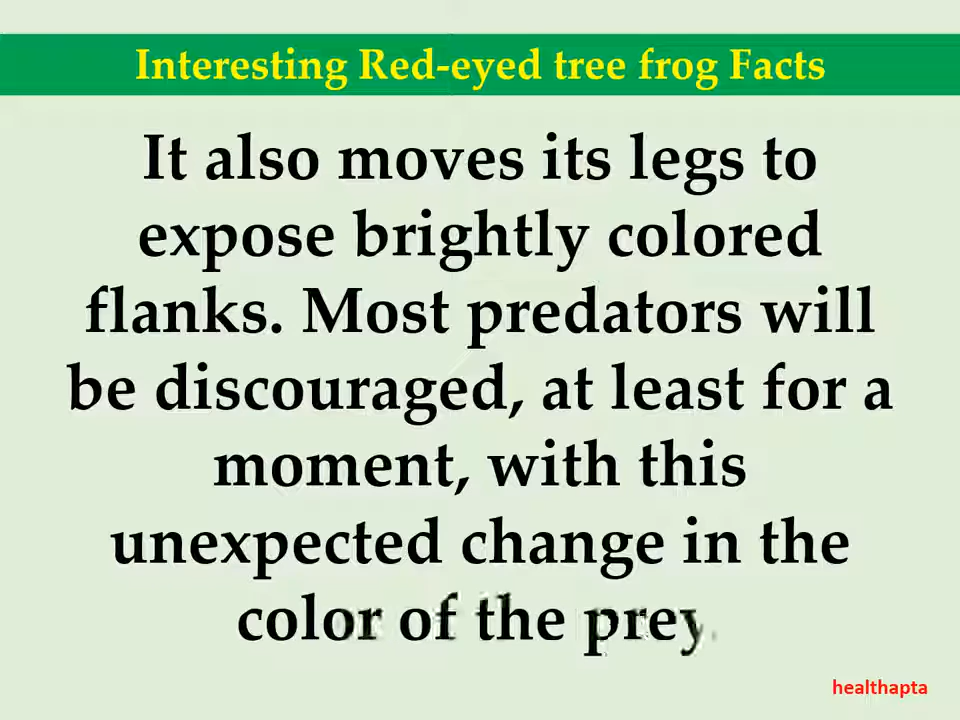 Interesting Red-eyed tree frog Facts
It also moves its legs to
expose brightly colored
flanks. Most predators will
be discouraged, at least for a
moment, with this
unexpected change in the
color of the prey.
healthapta